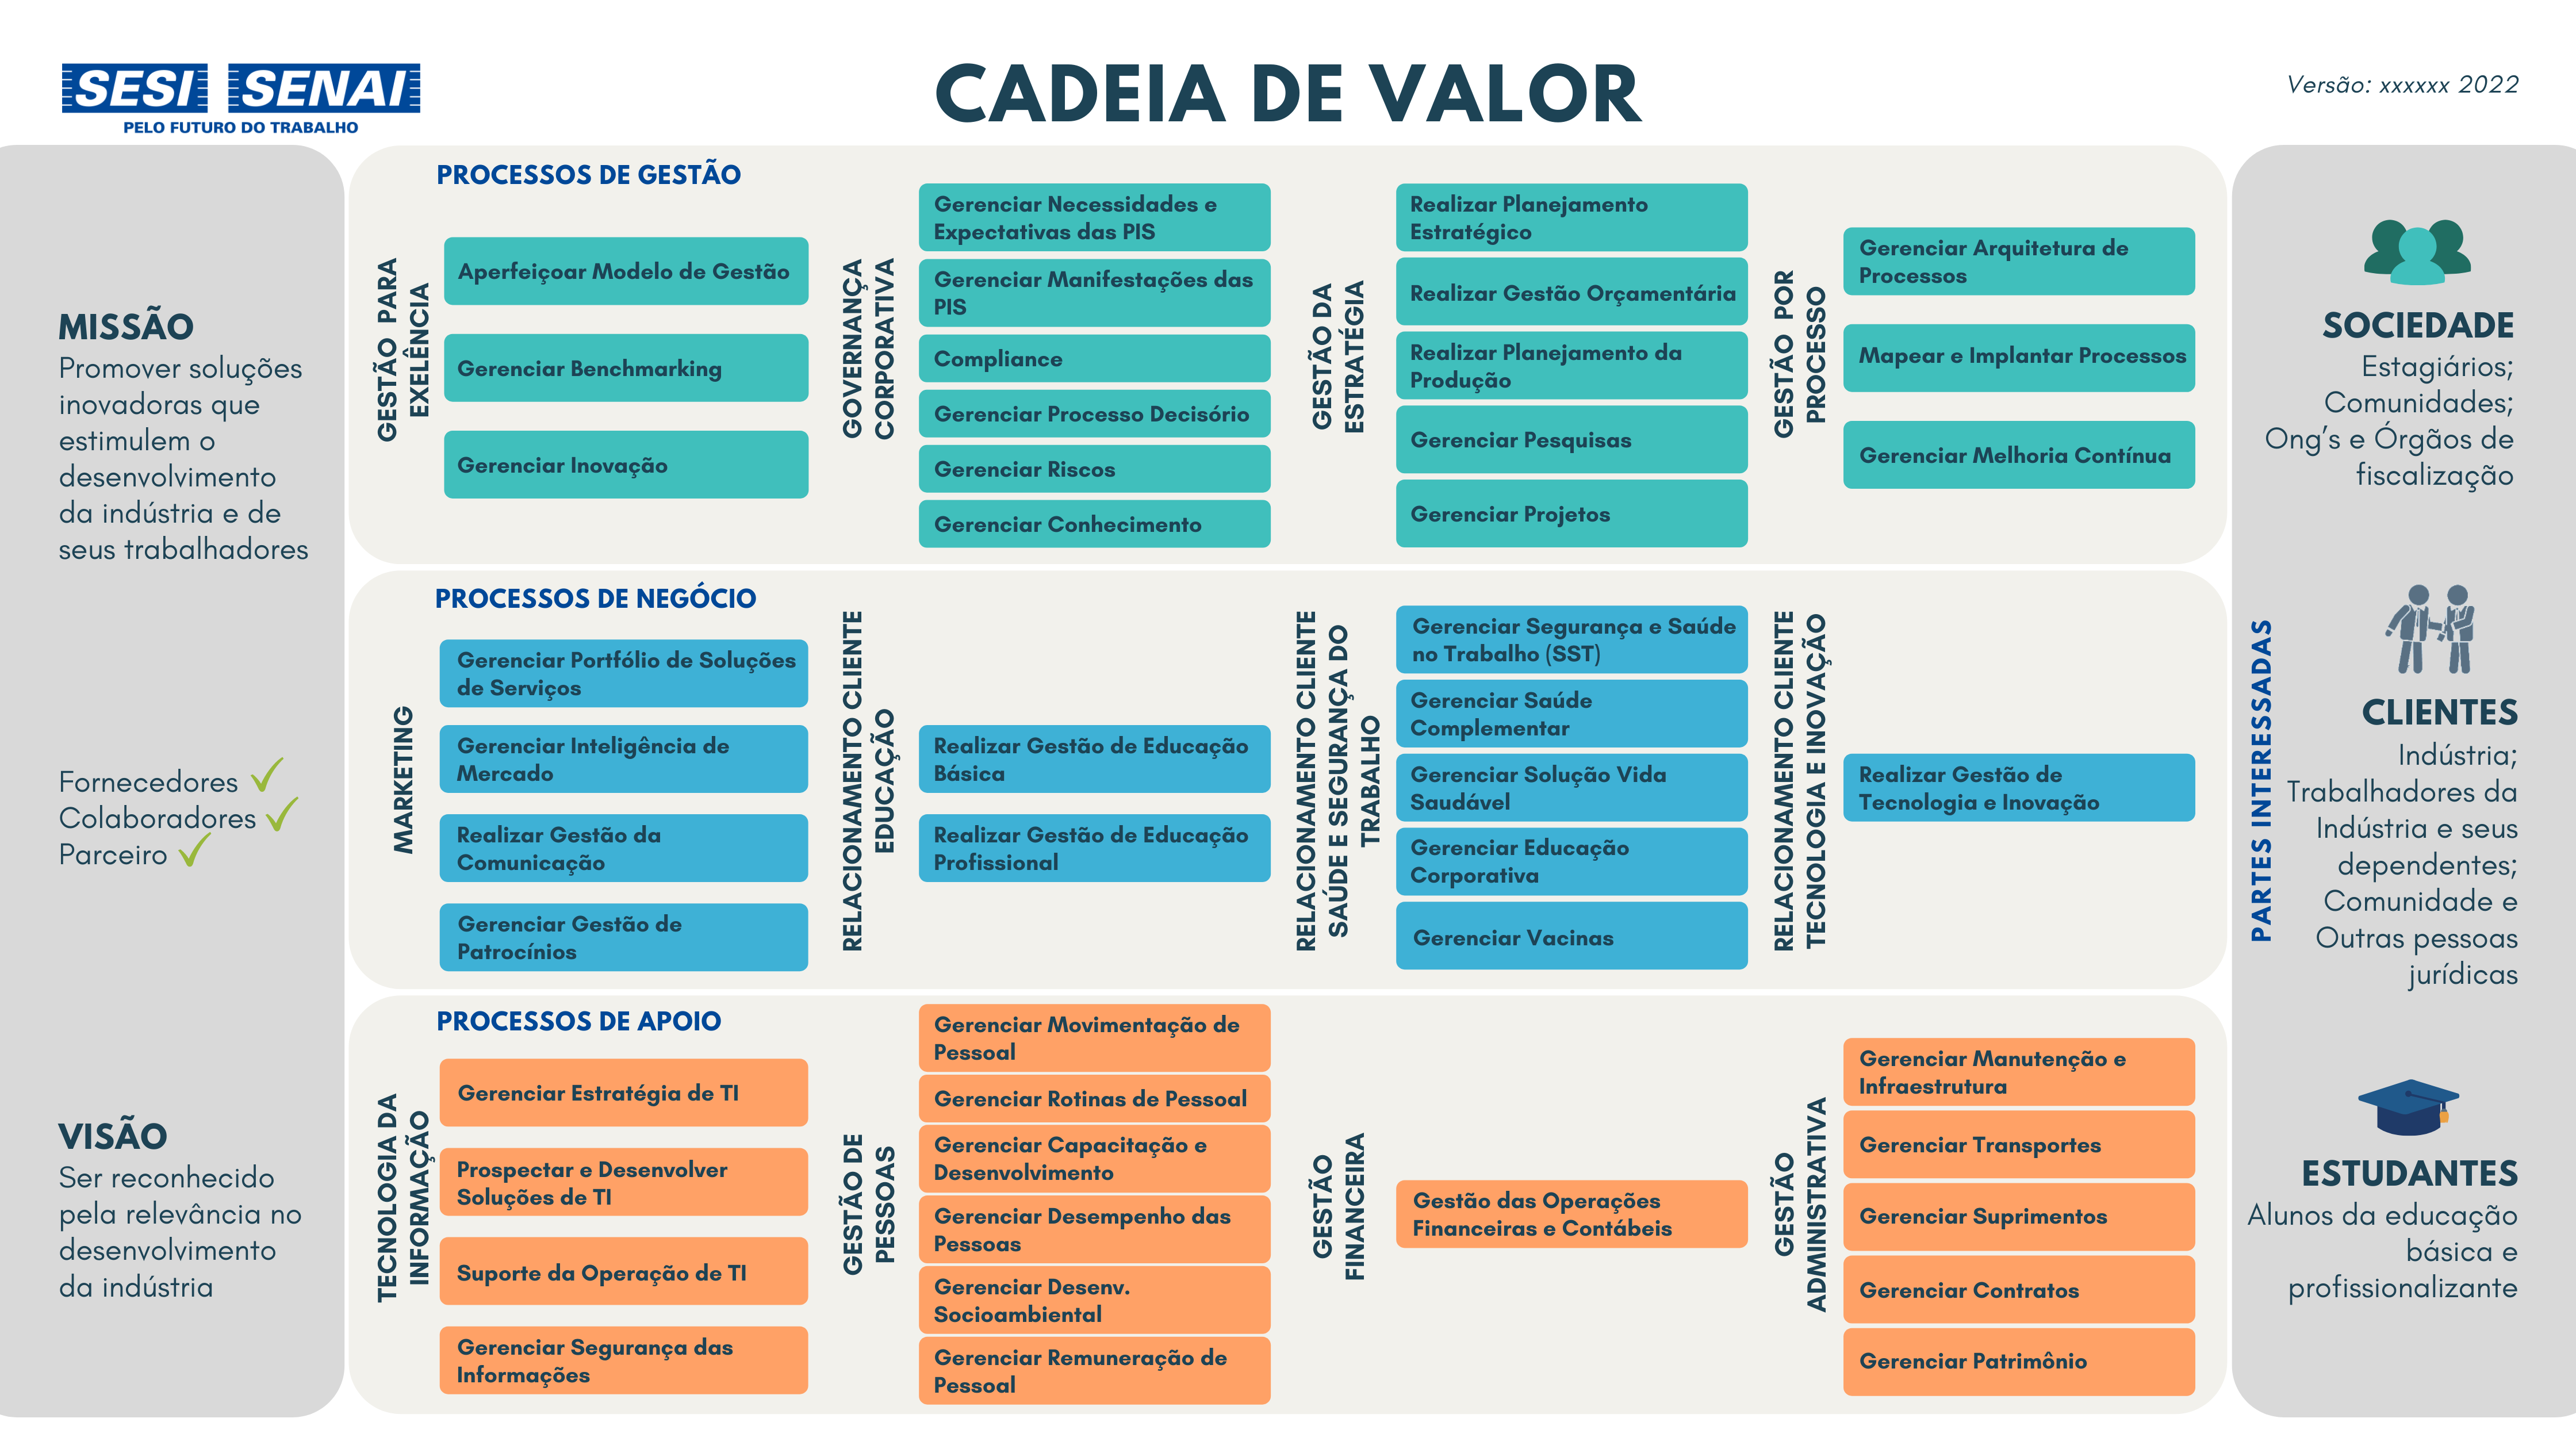 SESI SENAI
PELO FUTURO DO TRABALHO
CADEIA DE VALOR
Versão: xxxxxx 2022
MISSÃO
Promover soluções
inovadoras que
estimulem o
desenvolvimento
da indústria e de
seus trabalhadores
Fornecedores
Colaboradores
Parceiro
VISÃO
Ser reconhecido
pela relevância no
desenvolvimento
da indústria
PROCESSOS DE GESTÃO
GESTÃO PARA
EXELÊNCIA
Aperfeiçoar Modelo de Gestão
Gerenciar Benchmarking
Gerenciar Inovação
GOVERNANÇA
CORPORATIVA
Gerenciar Necessidades e
Expectativas das PIS
Gerenciar Manifestações das
PIS
Compliance
Gerenciar Processo Decisório
Gerenciar Riscos
Gerenciar Conhecimento
GESTÃO DA
ESTRATÉGIA
Realizar Planejamento
Estratégico
Realizar Gestão Orçamentária
Realizar Planejamento da
Produção
Gerenciar Pesquisas
Gerenciar Projetos
GESTÃO POR
PROCESSO
Gerenciar Arquitetura de
Processos
Mapear e Implantar Processos
Gerenciar Melhoria Contínua
PROCESSOS DE NEGÓCIO
MARKETING
Gerenciar Portfólio de Soluções
de Serviços
Gerenciar Inteligência de
Mercado
Realizar Gestão da
Comunicação
Gerenciar Gestão de
Patrocínios
RELACIONAMENTO CLIENTE
EDUCAÇÃO
Realizar Gestão de Educação
Básica
Realizar Gestão de Educação
Profissional
RELACIONAMENTO CLIENTE
SAÚDE E SEGURANÇA DO
TRABALHO
Gerenciar Segurança e Saúde
no Trabalho (SST)
Gerenciar Saúde
Complementar
Gerenciar Solução Vida
Saudável
Gerenciar Educação
Corporativa
Gerenciar Vacinas
RELACIONAMENTO CLIENTE
TECNOLOGIA E INOVAÇÃO
Realizar Gestão de
Tecnologia e Inovação
PROCESSOS DE APOIO
TECNOLOGIA DA
INFORMAÇÃO
Gerenciar Estratégia de TI
Prospectar e Desenvolver
Soluções de TI
Suporte da Operação de TI
Gerenciar Segurança das
Informações
GESTÃO DE
PESSOAS
Gerenciar Movimentação de
Pessoal
Gerenciar Rotinas de Pessoal
Gerenciar Capacitação e
Desenvolvimento
Gerenciar Desempenho das
Pessoas
Gerenciar Desenv.
Socioambiental
Gerenciar Remuneração de
Pessoal
GESTÃO
FINANCEIRA
Gestão das Operações
Financeiras e Contábeis
GESTÃO
ADMINISTRATIVA
Gerenciar Manutenção e
Infraestrutura
Gerenciar Transportes
Gerenciar Suprimentos
Gerenciar Contratos
Gerenciar Patrimônio
PARTES INTERESSADAS
SOCIEDADE
Estagiários;
Comunidades;
Ong's e Órgãos de
fiscalização
CLIENTES
Indústria;
Trabalhadores da
Indústria e seus
dependentes;
Comunidade e
Outras pessoas
jurídicas
ESTUDANTES
Alunos da educação
básica e
profissionalizante